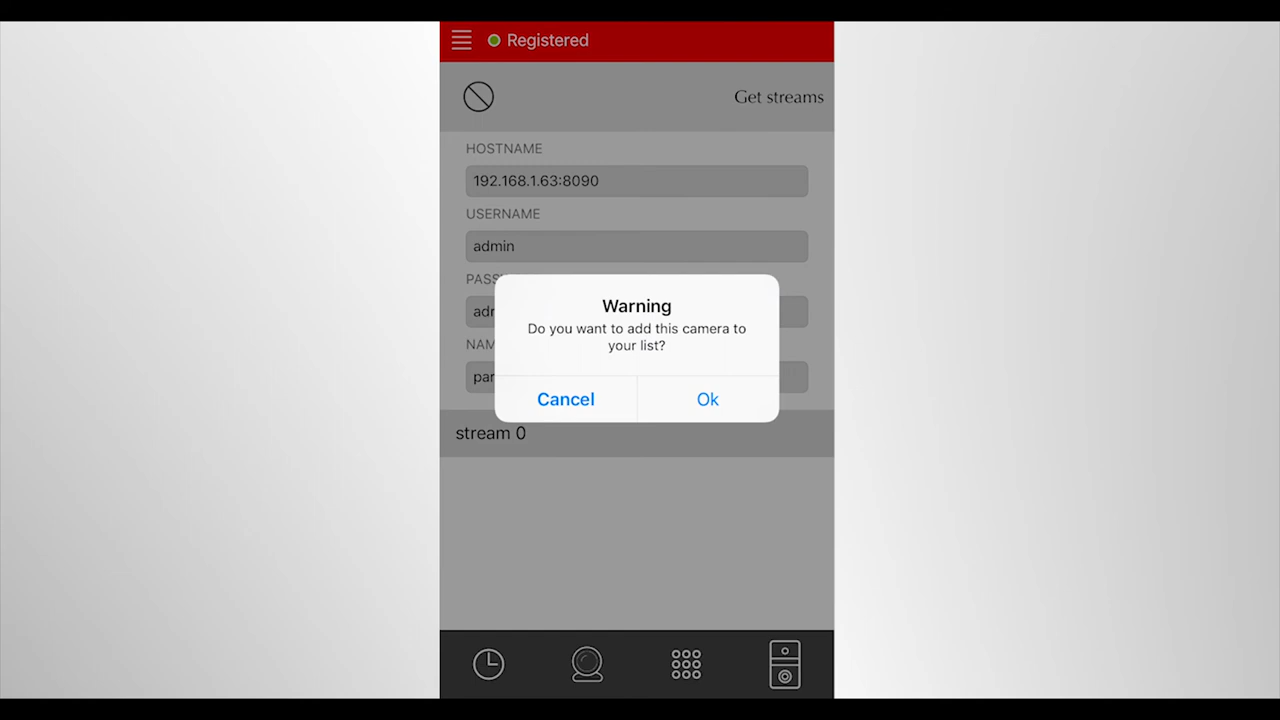 Registered
Get streams
HOSTNAME
192.168.1.63:8090
USERNAME
admin
Warning
Do you want to add this camera to
your list?
Cancel
Ok
stream 0